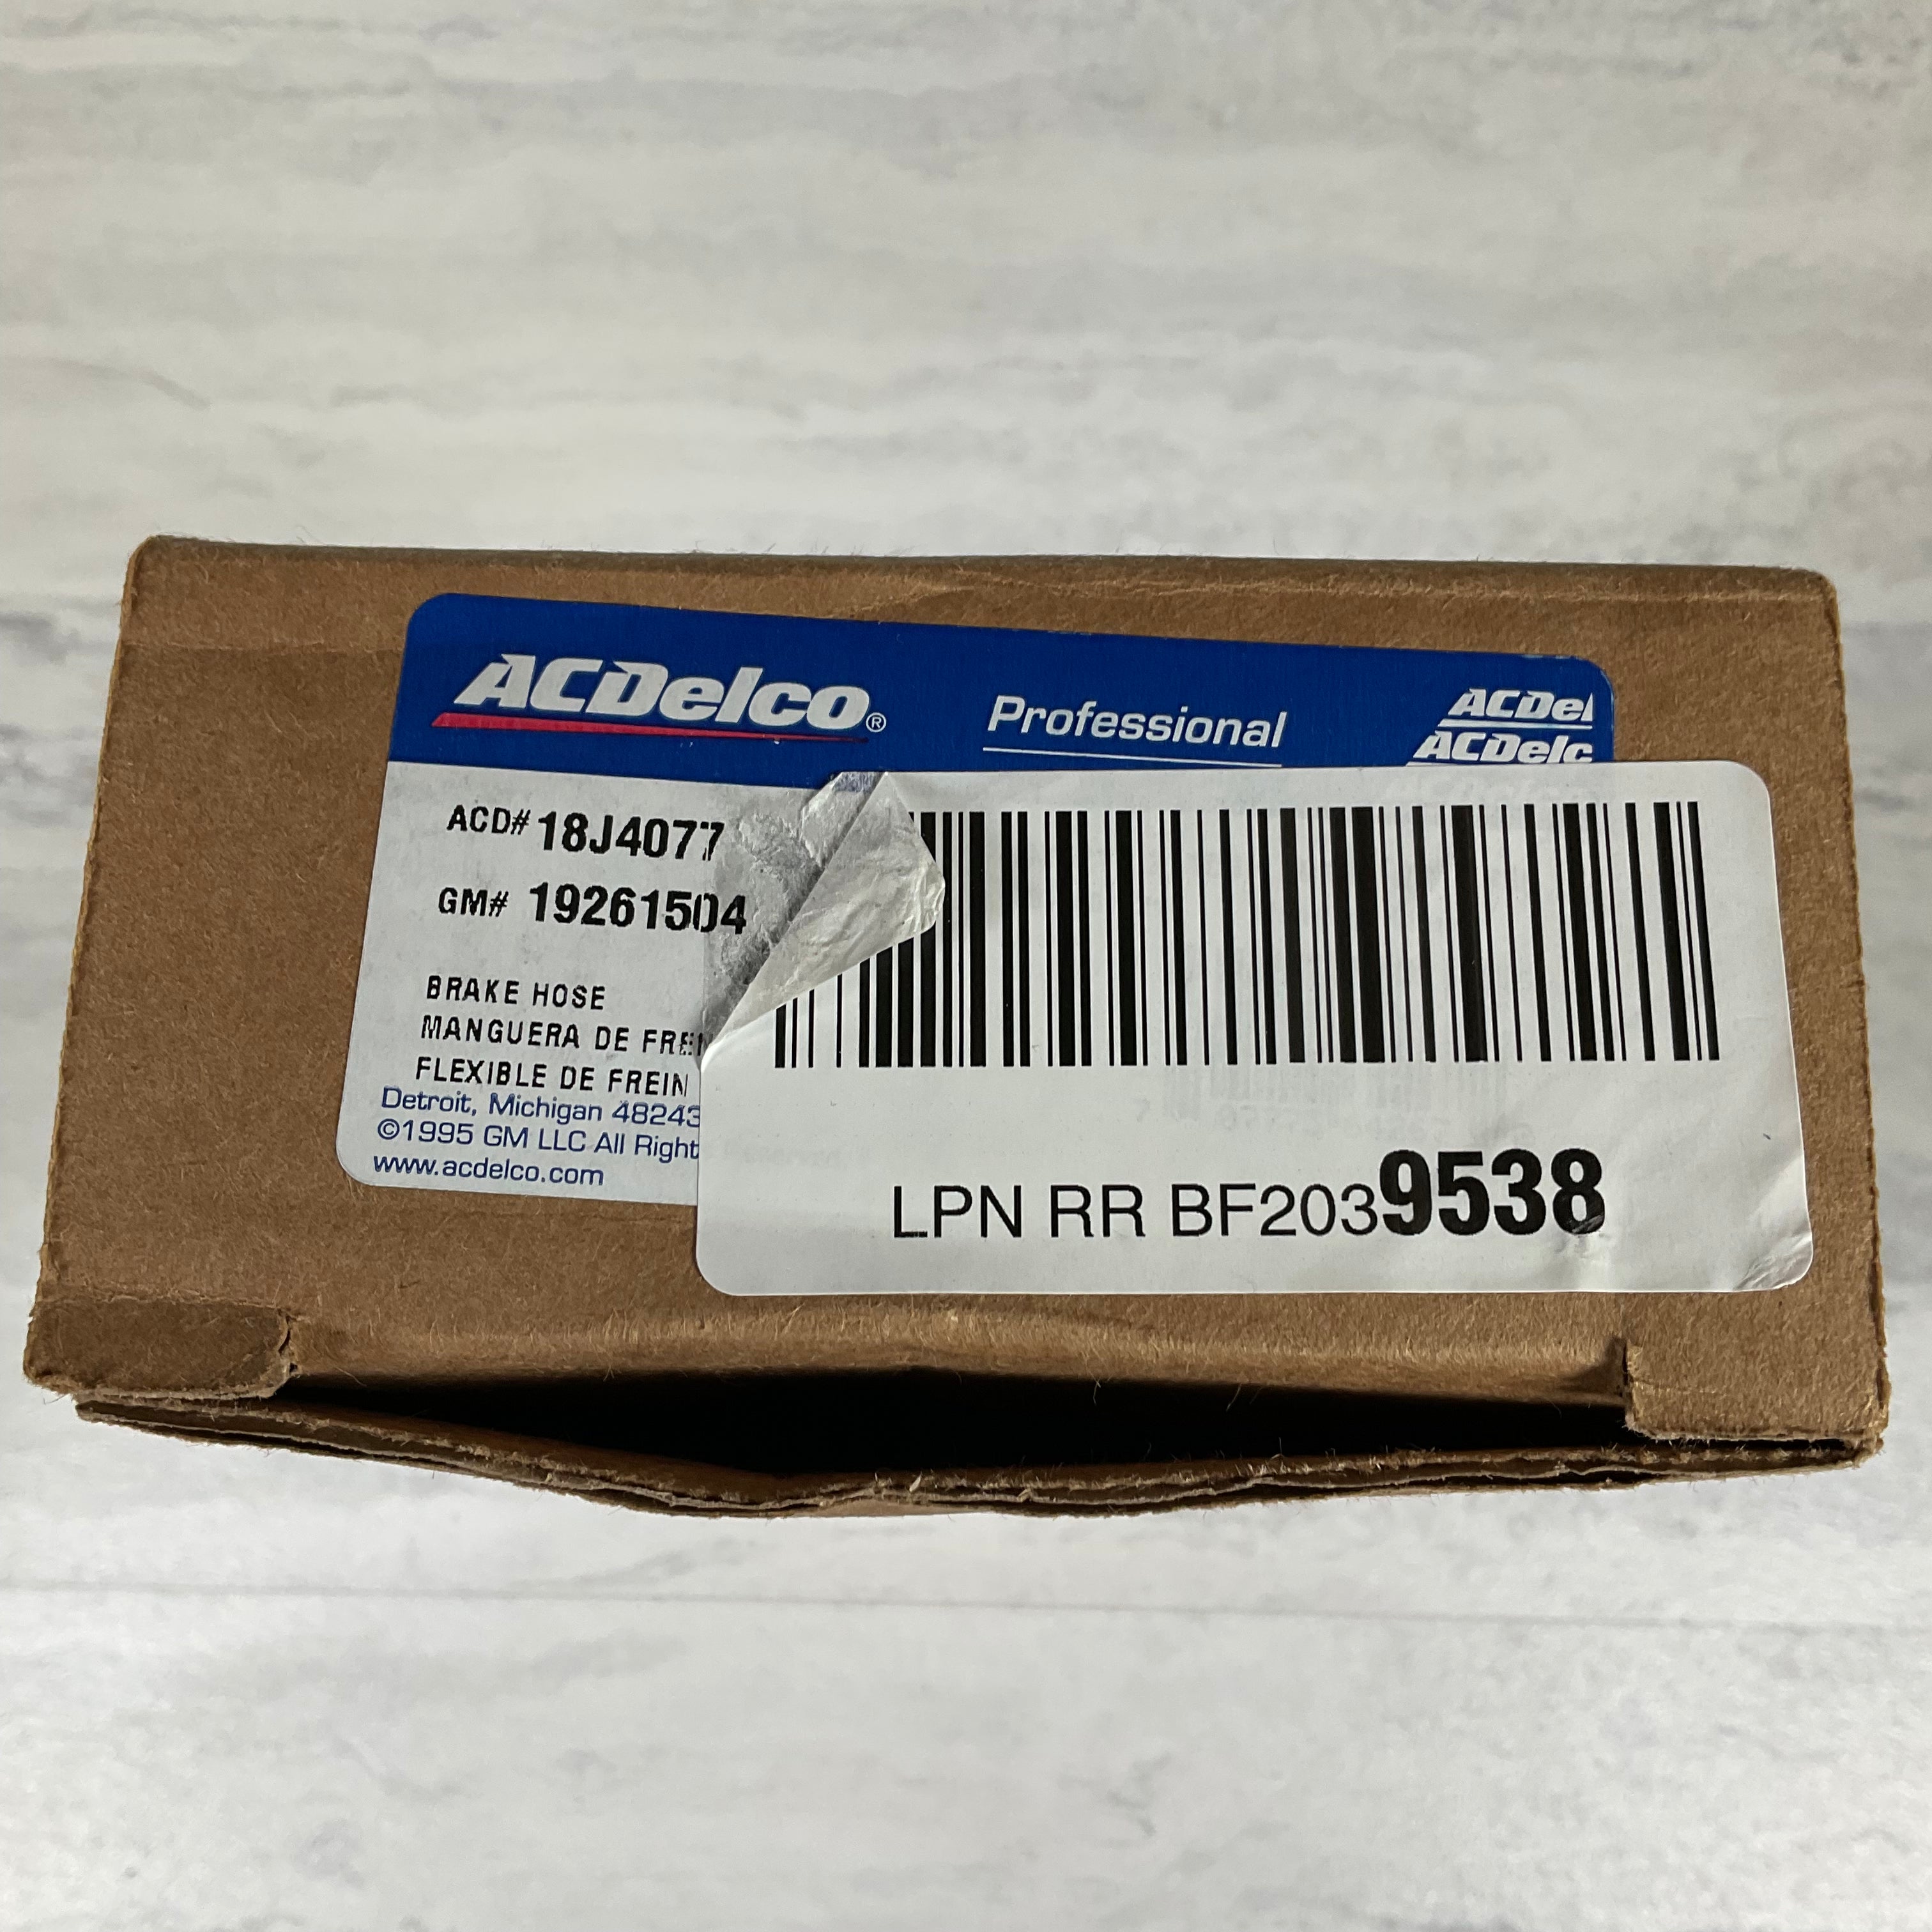 ACDelco®
Professional
ACDel
ACDelc
ACD# 18J4077
GM# 19261504
BRAKE HOSE
MANGUERA DE FREN
FLEXIBLE DE FREIN
Detroit, Michigan 48243
©1995 GM LLC All Right
www.acdelco.com
LPN RR BF2039538